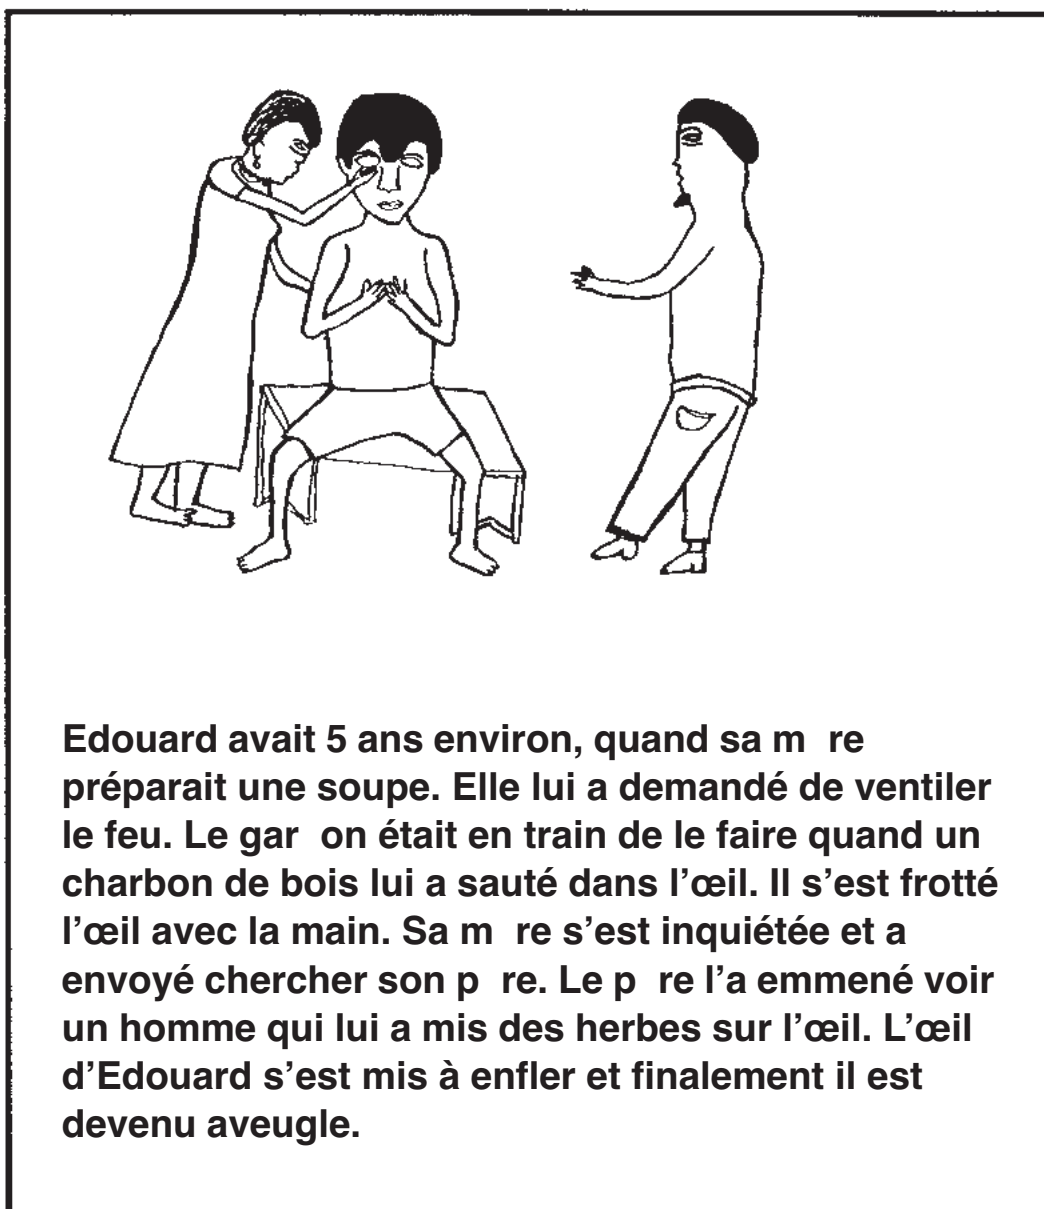 Edouard avait 5 ans environ, quand sa m  re
préparait une soupe. Elle lui a demandé de ventiler
le feu. Le gar  on était en train de le faire quand un
charbon de bois lui a sauté dans l’œil. Il s’est frotté
l’œil avec la main. Sa m  re s’est inquiétée et a
envoyé chercher son p  re. Le p  re l’a emmené voir
un homme qui lui a mis des herbes sur l’œil. L’œil
d’Edouard s’est mis à enfler et finalement il est
devenu aveugle.